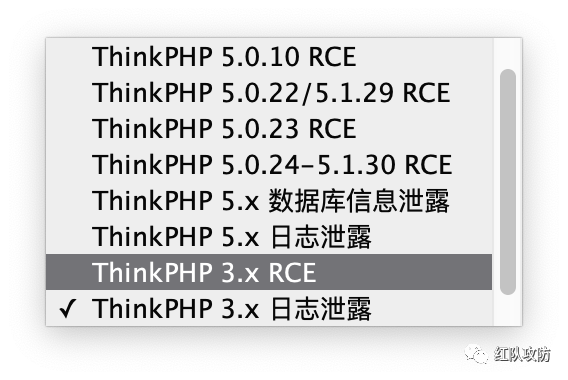 ThinkPHP 5.0.10 RCE
ThinkPHP 5.0.22/5.1.29 RCE
ThinkPHP 5.0.23 RCE
ThinkPHP 5.0.24-5.1.30 RCE
ThinkPHP 5.x 数据库信息泄露
ThinkPHP 5.x 日志泄露
ThinkPHP 3.x RCE
✓ ThinkPHP 3.x 日志泄露
红队攻防